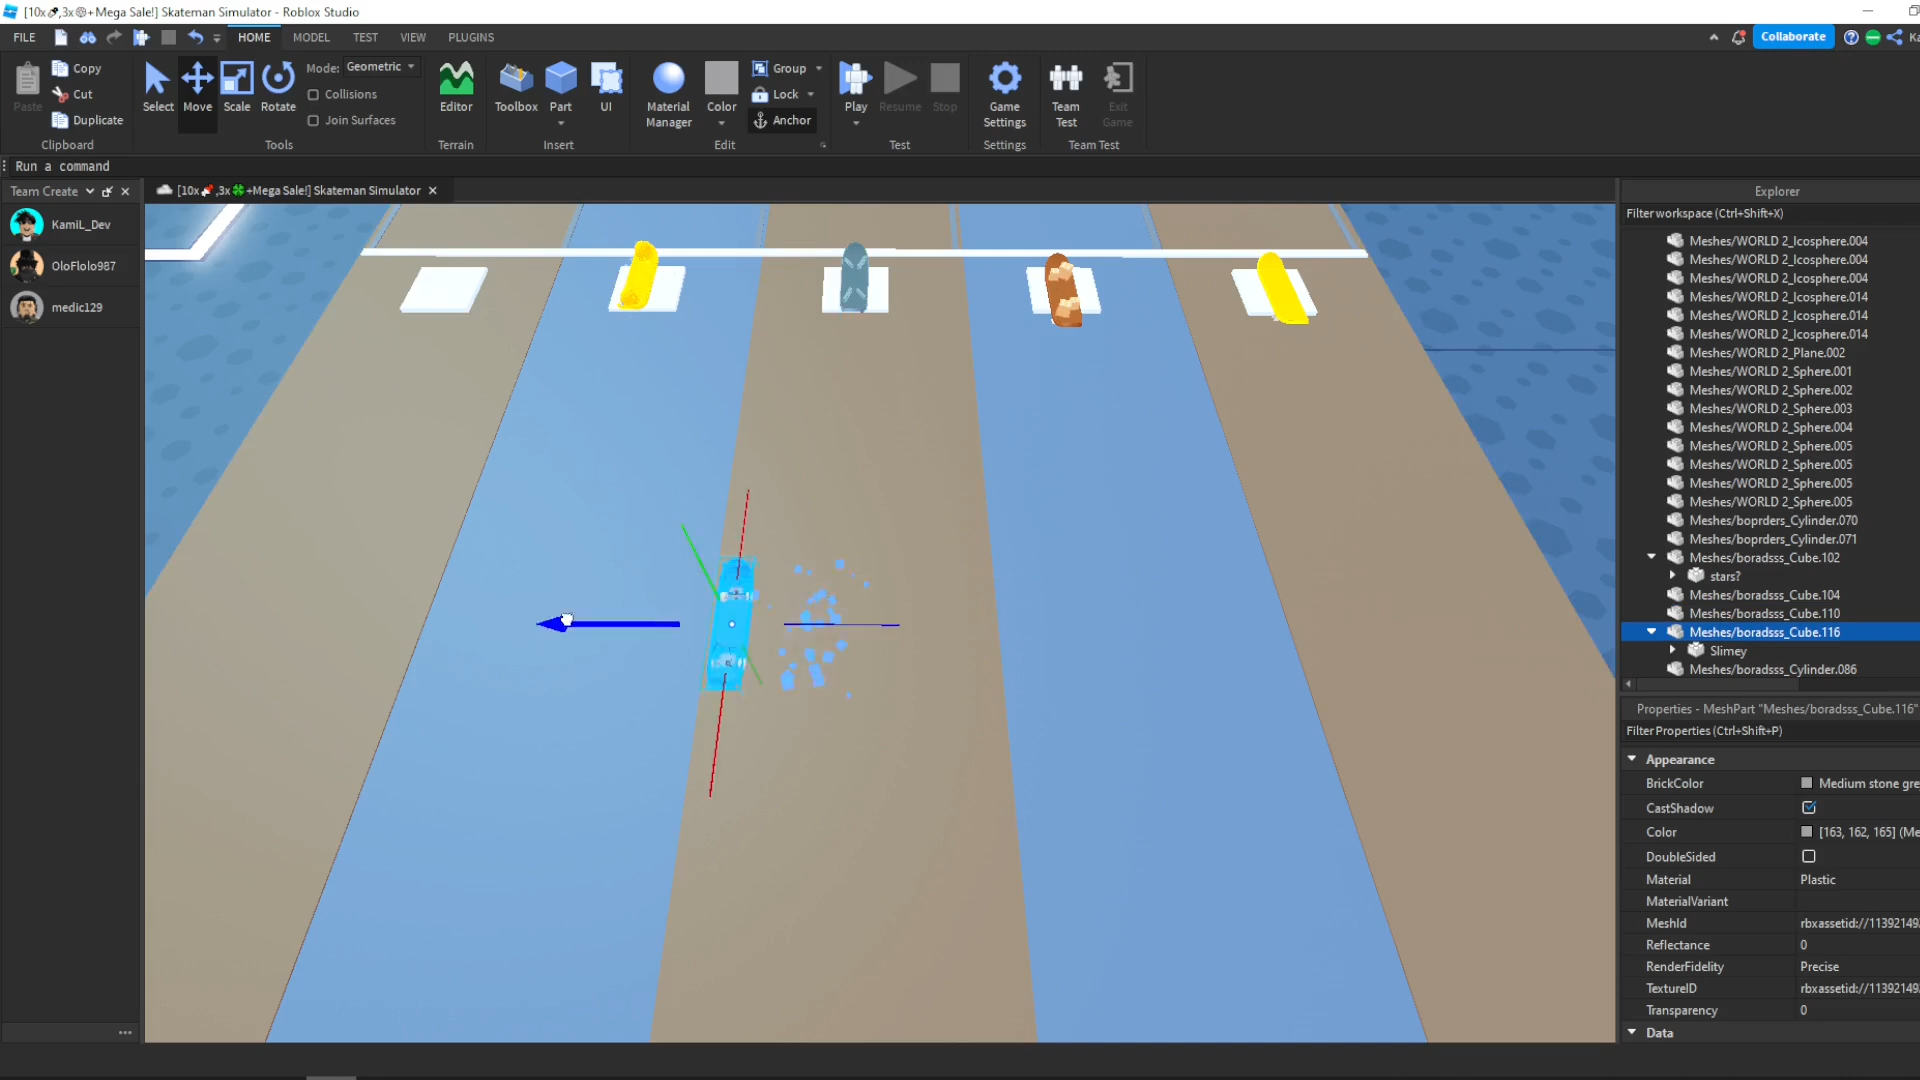 [10x🚀,3x🍀+Mega Sale!] Skateman Simulator - Roblox Studio
FILE HOME MODEL TEST VIEW PLUGINS Collaborate
Paste
Copy
Cut
Duplicate
Clipboard
Select Move Scale Rotate
Mode: Geometric
Collisions
Join Surfaces
Tools
Editor
Terrain
Toolbox Part UI
Insert
Material Manager
Color
Group
Lock
Anchor
Edit
Play Resume Stop
Test
Game Settings
Settings
Team Test
Exit Game
Team Test
Run a command
Team Create
KamiL_Dev
OloFlolo987
medic129
[10x🚀,3x🍀+Mega Sale!] Skateman Simulator
Explorer
Filter workspace (Ctrl+Shift+X)
Meshes/WORLD 2_Icosphere.004
Meshes/WORLD 2_Icosphere.004
Meshes/WORLD 2_Icosphere.004
Meshes/WORLD 2_Icosphere.014
Meshes/WORLD 2_Icosphere.014
Meshes/WORLD 2_Icosphere.014
Meshes/WORLD 2_Plane.002
Meshes/WORLD 2_Sphere.001
Meshes/WORLD 2_Sphere.002
Meshes/WORLD 2_Sphere.003
Meshes/WORLD 2_Sphere.004
Meshes/WORLD 2_Sphere.005
Meshes/WORLD 2_Sphere.005
Meshes/WORLD 2_Sphere.005
Meshes/WORLD 2_Sphere.005
Meshes/boprders_Cylinder.070
Meshes/boprders_Cylinder.071
Meshes/boradsss_Cube.102
stars?
Meshes/boradsss_Cube.104
Meshes/boradsss_Cube.110
Meshes/boradsss_Cube.116
Slimey
Meshes/boradsss_Cylinder.086
Properties - MeshPart "Meshes/boradsss_Cube.116"
Filter Properties (Ctrl+Shift+P)
Appearance
BrickColor Medium stone gre
CastShadow
Color [163, 162, 165] (Me
DoubleSided
Material Plastic
MaterialVariant
MeshId rbxassetid://11392149
Reflectance 0
RenderFidelity Precise
TextureID rbxassetid://11392149
Transparency 0
Data